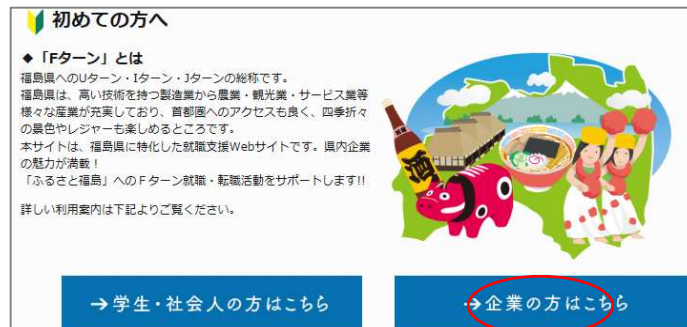 初めての方へ
◆「Fターン」とは
福島県へのUターン・Iターン・Jターンの総称です。
福島県は、高い技術を持つ製造業から農業・観光業・サービス業等
様々な産業が充実しており、首都圏へのアクセスも良く、四季折々
の景色やレジャーも楽しめるところです。
本サイトは、福島県に特化した就職支援Webサイトです。県内企業
の魅力が満載！
「ふるさと福島」へのFターン就職・転職活動をサポートします!!
詳しい利用案内は下記よりご覧ください。
酒
→学生・社会人の方はこちら
→企業の方はこちら